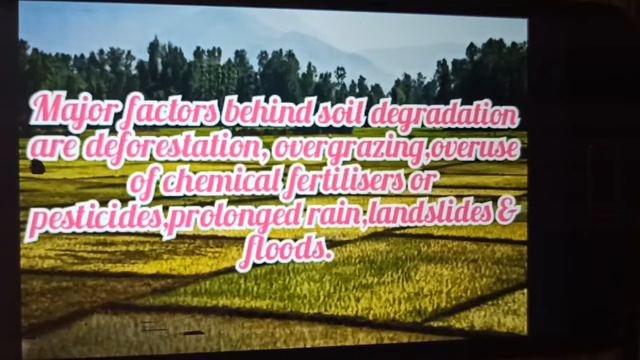 Major factors behind soil degradation
are deforestation, overgrazing,overuse
of chemical fertilisers or
pesticides,prolonged rain,landslides &
floods.